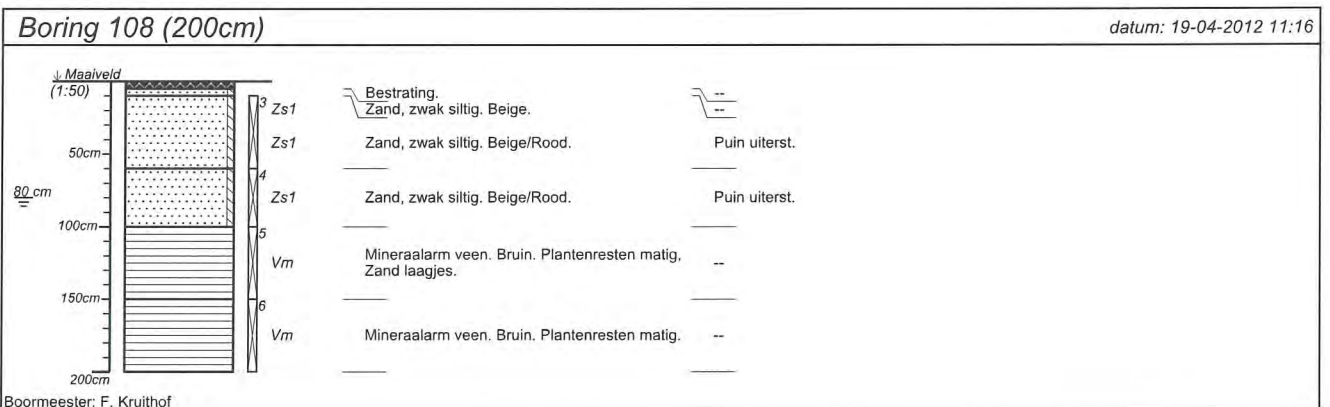 Boring 108 (200cm) datum: 19-04-2012 11:16
Maaiveld
(1:50)
Bestrating. --
3 Zs1 Zand, zwak siltig. Beige. --
50cm Zs1 Zand, zwak siltig. Beige/Rood. Puin uiterst.
4
80 cm Zs1 Zand, zwak siltig. Beige/Rood. Puin uiterst.
100cm
5
Vm Mineraalarm veen. Bruin. Plantenresten matig, --
Zand laagjes.
150cm
6
Vm Mineraalarm veen. Bruin. Plantenresten matig. --
200cm
Boormeester: F. Kruithof